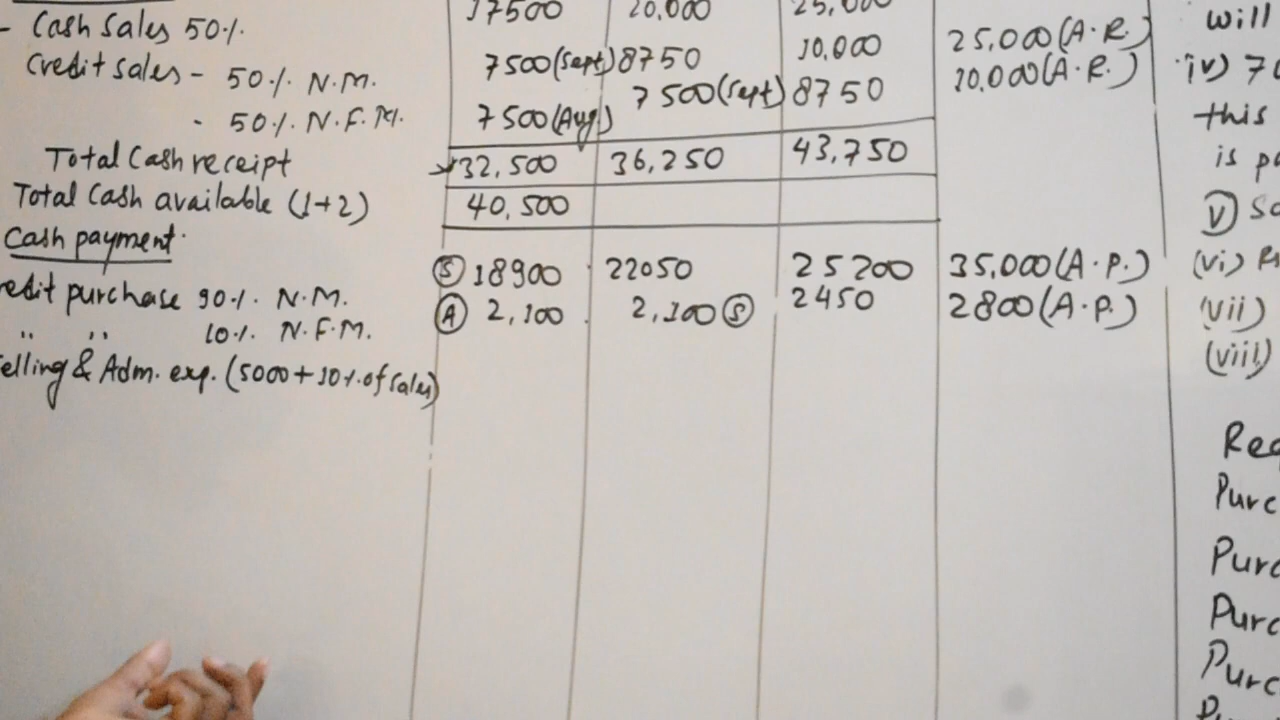 - Cash Sales 50% 17500 20,000 25,000
Credit sales - 50% N.M. 7500(Sept) 8750 10,000 25,000(A.R.)
- 50% N.F.M. 7500(Aug) 7500(Sept) 8750 10,000(A.R.)
Total Cash receipt 32,500 36,250 43,750
Total Cash available (1+2) 40,500
Cash payment
redit purchase 90% N.M. (S) 18900 22050 25200 35,000(A.P.)
" " 10% N.F.M. (A) 2,100 2,100 (S) 2450 2800(A.P.)
elling & Adm. exp. (5000+10% of sales)
will
iv) 70
this
is pa
(v) Sa
(vi)
(vii)
(viii)
Req
Purc
Purc
Purc
Purc